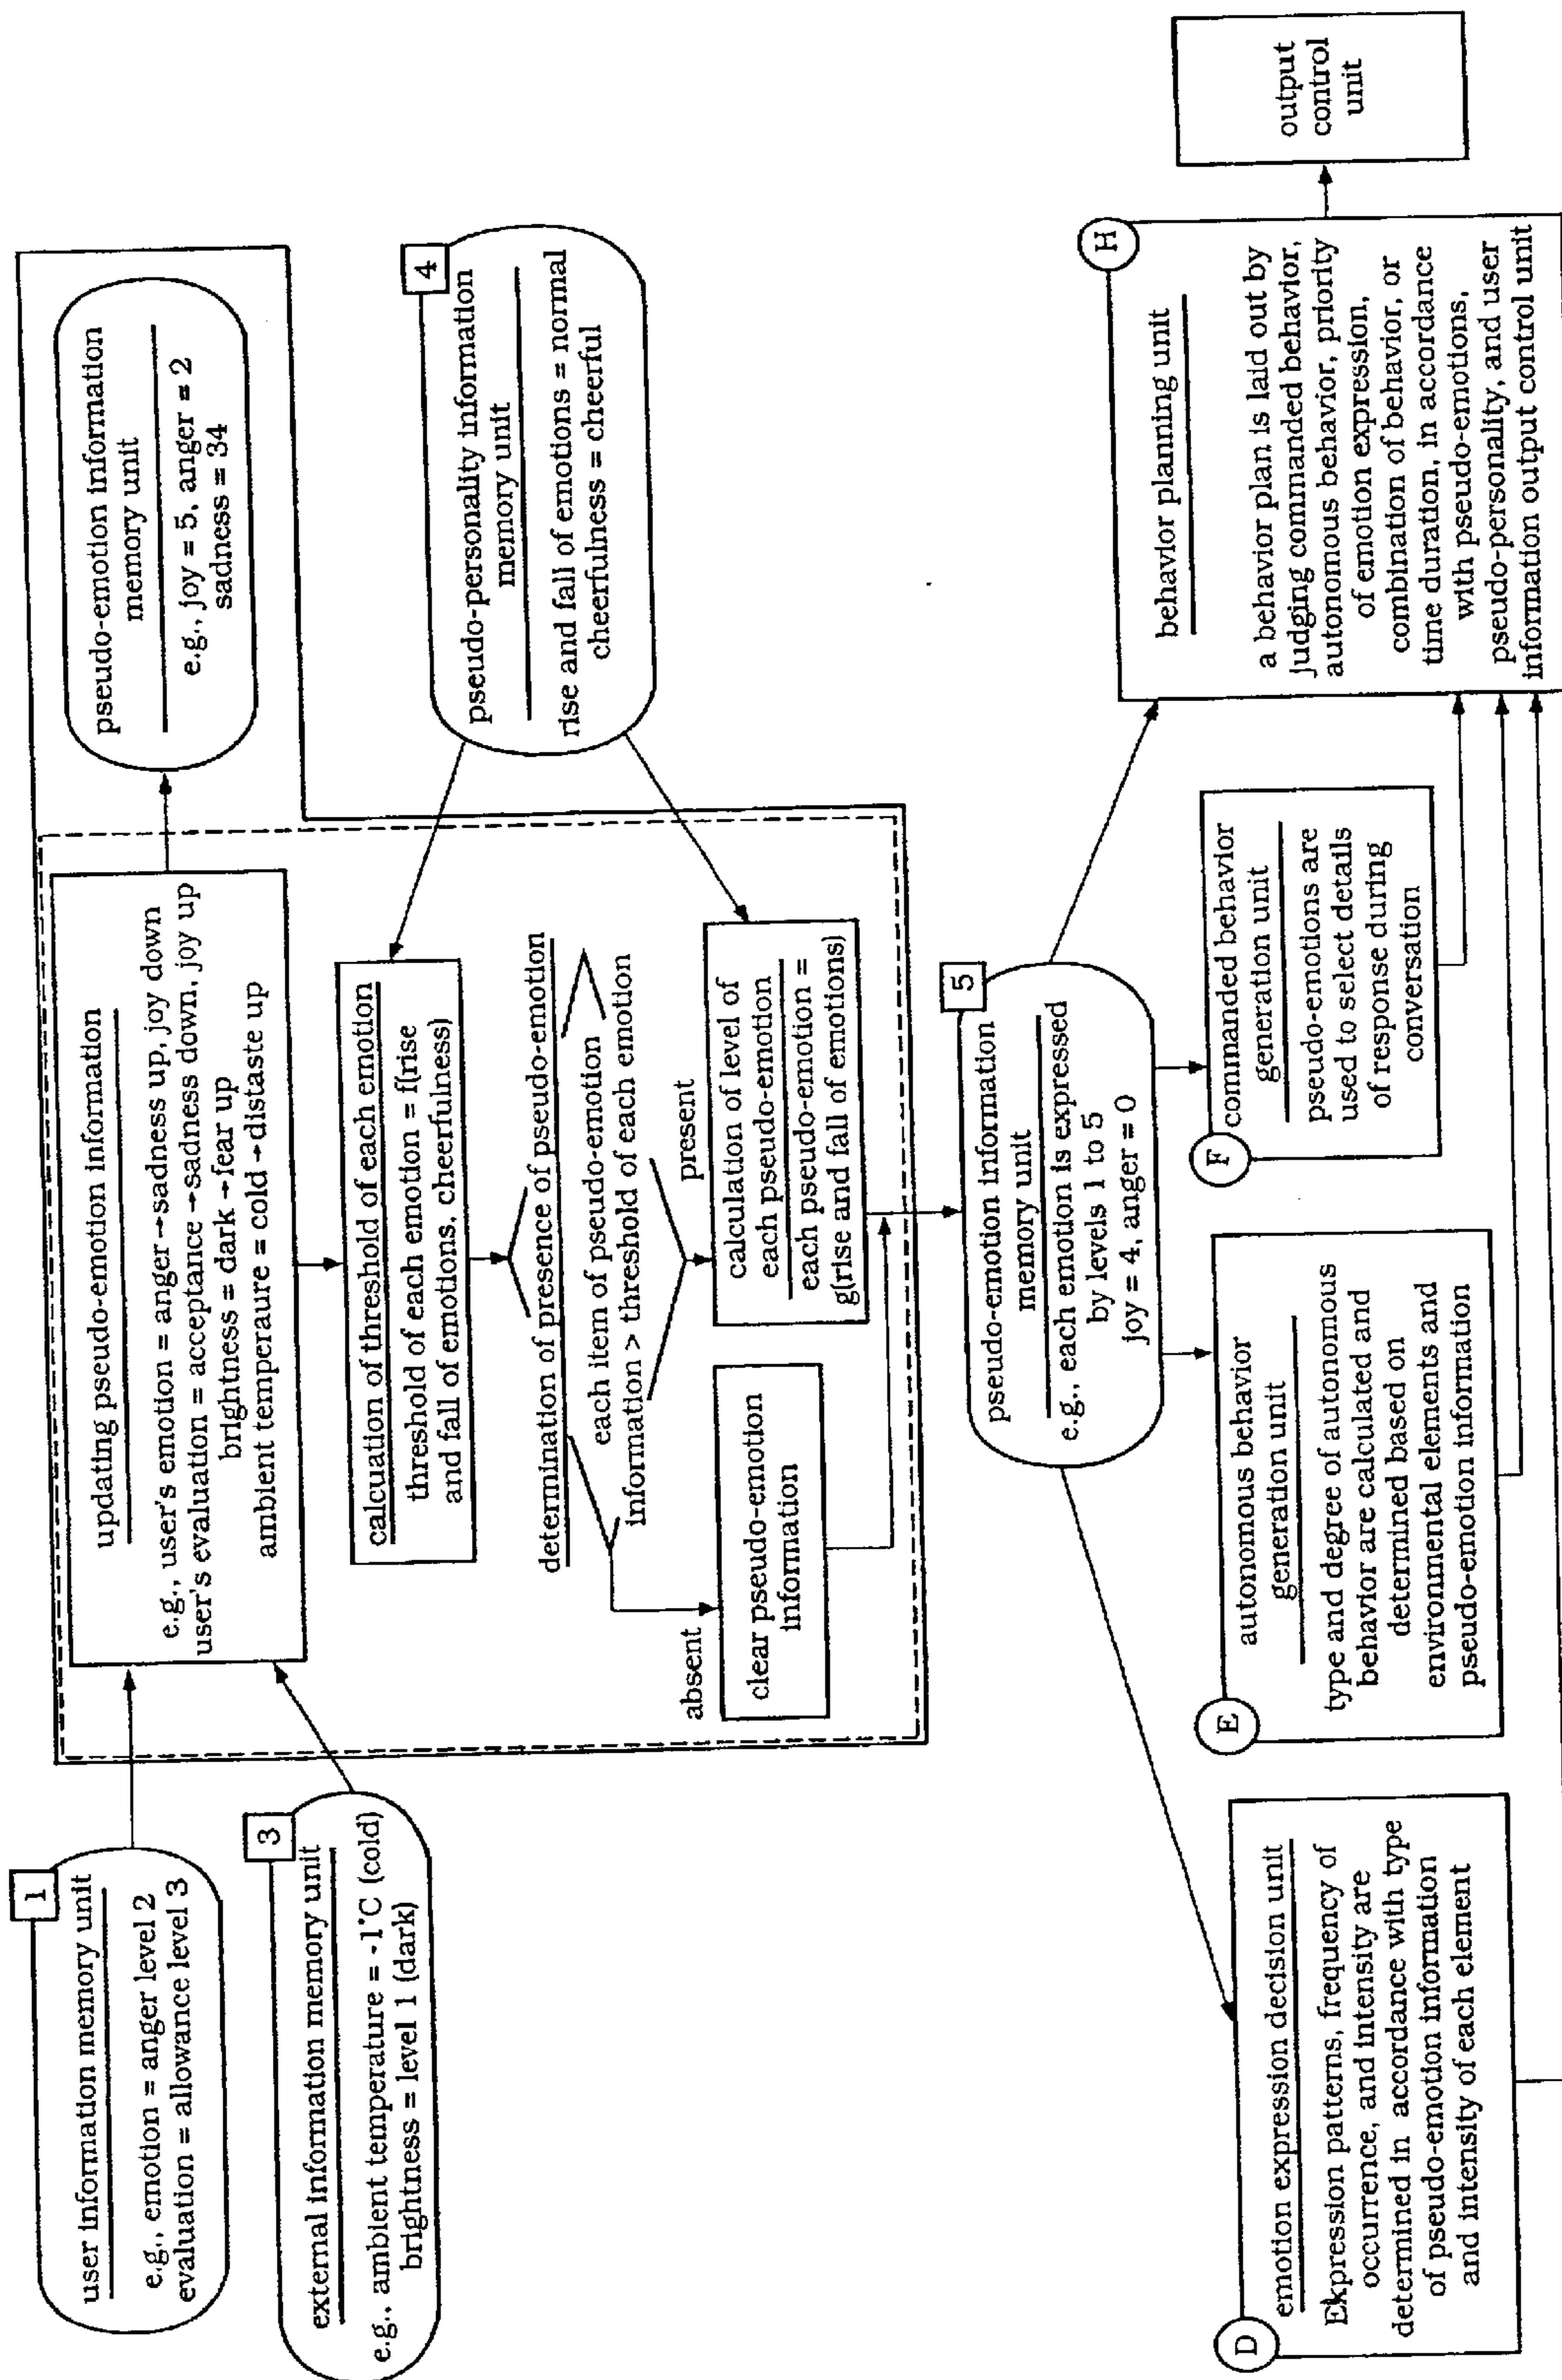 1
user information memory unit
e.g., emotion = anger level 2
evaluation = allowance level 3
3
external information memory unit
e.g., ambient temperature = -1°C (cold)
brightness = level 1 (dark)
updating pseudo-emotion information
e.g., user's emotion = anger→sadness up, joy down
user's evaluation = acceptance→sadness down, joy up
brightness = dark→fear up
ambient temperaure = cold→distaste up
pseudo-emotion information
memory unit
e.g., joy = 5, anger = 2
sadness = 34
4
pseudo-personality information
memory unit
rise and fall of emotions = normal
cheerfulness = cheerful
calcuation of threshold of each emotion
threshold of each emotion = f(rise
and fall of emotions, cheerfulness)
determination of presence of pseudo-emotion
each item of pseudo-emotion
information > threshold of each emotion
absent
present
clear pseudo-emotion
information
calculation of level of
each pseudo-emotion
each pseudo-emotion =
g(rise and fall of emotions)
5
pseudo-emotion information
memory unit
e.g., each emotion is expressed
by levels 1 to 5
joy = 4, anger = 0
D
emotion expression decision unit
Expression patterns, frequency of
occurrence, and intensity are
determined in accordance with type
of pseudo-emotion information
and intensity of each element
E
autonomous behavior
generation unit
type and degree of autonomous
behavior are calculated and
determined based on
environmental elements and
pseudo-emotion information
F
commanded behavior
generation unit
pseudo-emotions are
used to select details
of response during
conversation
H
behavior planning unit
a behavior plan is laid out by
judging commanded behavior,
autonomous behavior, priority
of emotion expression,
combination of behavior, or
time duration, in accordance
with pseudo-emotions,
pseudo-personality, and user
information output control unit
output
control
unit